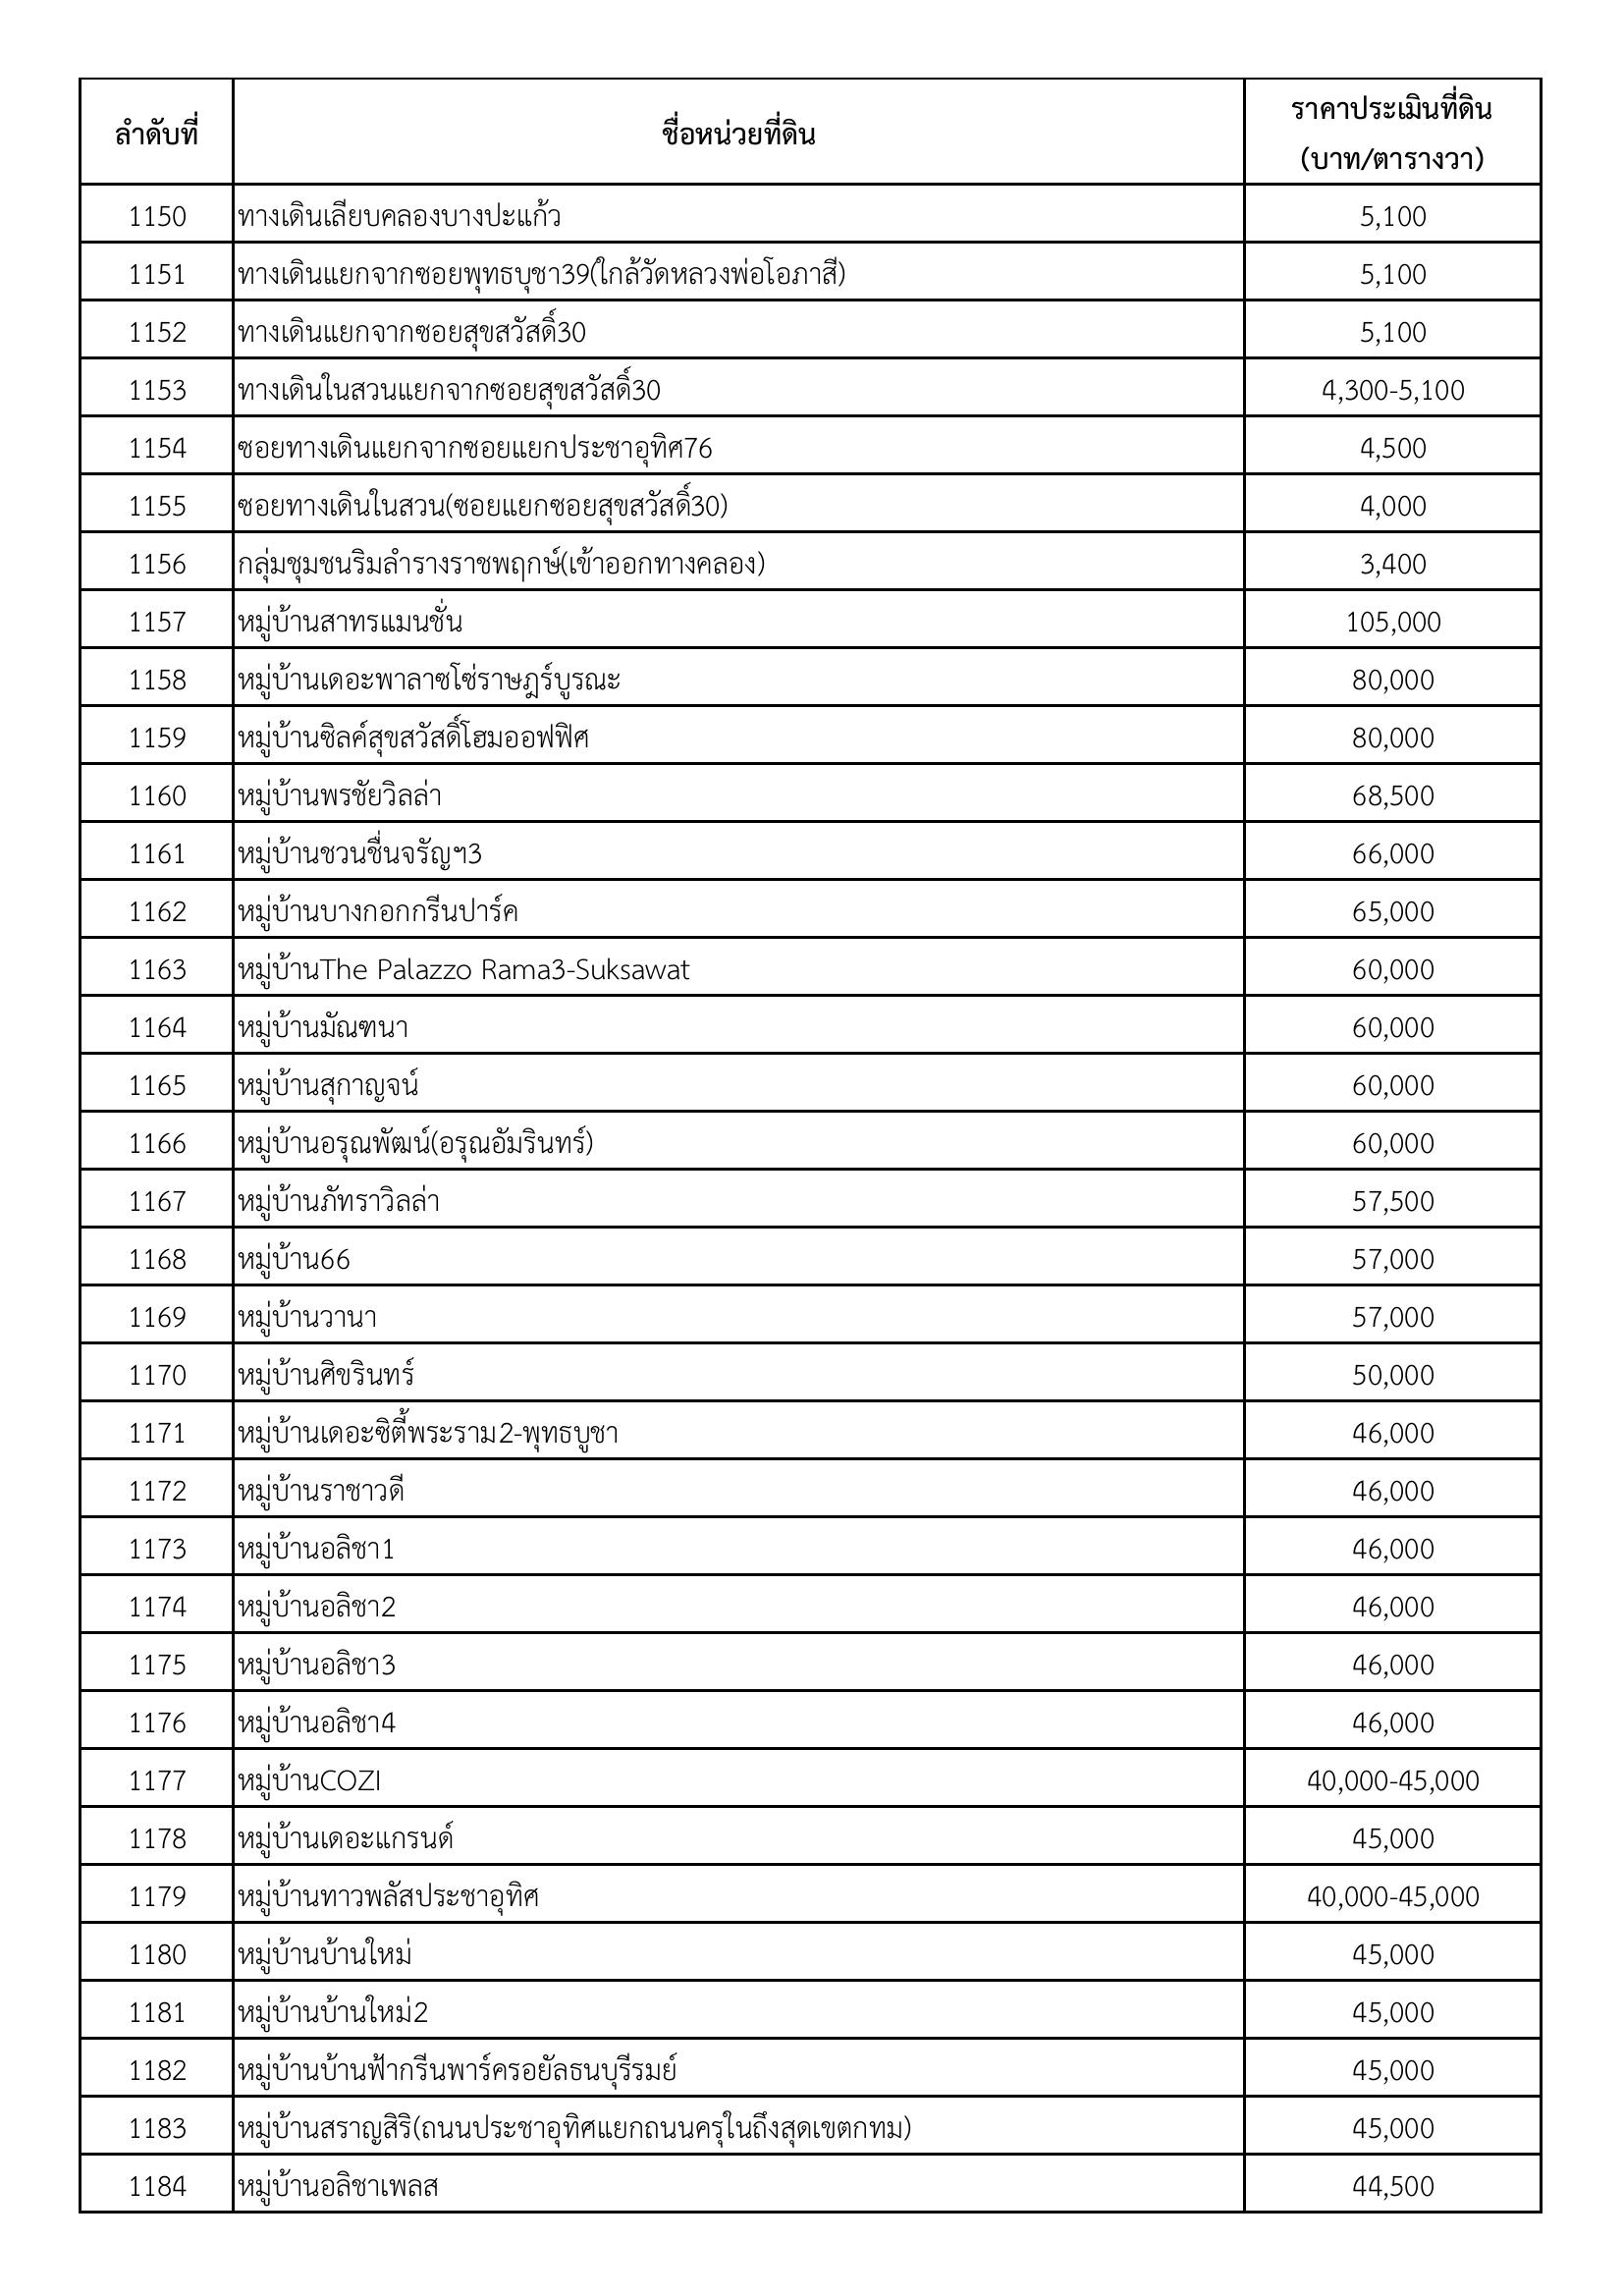 ลำดับที่ ชื่อหน่วยที่ดิน ราคาประเมินที่ดิน
(บาท/ตารางวา)
1150 ทางเดินเลียบคลองบางปะแก้ว 5,100
1151 ทางเดินแยกจากซอยพุทธบุชา39(ใกล้วัดหลวงพ่อโอภาสี) 5,100
1152 ทางเดินแยกจากซอยสุขสวัสดิ์30 5,100
1153 ทางเดินในสวนแยกจากซอยสุขสวัสดิ์30 4,300-5,100
1154 ซอยทางเดินแยกจากซอยแยกประชาอุทิศ76 4,500
1155 ซอยทางเดินในสวน(ซอยแยกซอยสุขสวัสดิ์30) 4,000
1156 กลุ่มชุมชนริมลำรางราชพฤกษ์(เข้าออกทางคลอง) 3,400
1157 หมู่บ้านสาทรแมนชั่น 105,000
1158 หมู่บ้านเดอะพาลาซโซ่ราษฎร์บูรณะ 80,000
1159 หมู่บ้านซิลค์สุขสวัสดิ์โฮมออฟฟิศ 80,000
1160 หมู่บ้านพรชัยวิลล่า 68,500
1161 หมู่บ้านชวนชื่นจรัญฯ3 66,000
1162 หมู่บ้านบางกอกกรีนปาร์ค 65,000
1163 หมู่บ้านThe Palazzo Rama3-Suksawat 60,000
1164 หมู่บ้านมัณฑนา 60,000
1165 หมู่บ้านสุกาญจน์ 60,000
1166 หมู่บ้านอรุณพัฒน์(อรุณอัมรินทร์) 60,000
1167 หมู่บ้านภัทราวิลล่า 57,500
1168 หมู่บ้าน66 57,000
1169 หมู่บ้านวานา 57,000
1170 หมู่บ้านศิขรินทร์ 50,000
1171 หมู่บ้านเดอะซิตี้พระราม2-พุทธบูชา 46,000
1172 หมู่บ้านราชาวดี 46,000
1173 หมู่บ้านอลิชา1 46,000
1174 หมู่บ้านอลิชา2 46,000
1175 หมู่บ้านอลิชา3 46,000
1176 หมู่บ้านอลิชา4 46,000
1177 หมู่บ้านCOZI 40,000-45,000
1178 หมู่บ้านเดอะแกรนด์ 45,000
1179 หมู่บ้านทาวพลัสประชาอุทิศ 40,000-45,000
1180 หมู่บ้านบ้านใหม่ 45,000
1181 หมู่บ้านบ้านใหม่2 45,000
1182 หมู่บ้านบ้านฟ้ากรีนพาร์ครอยัลธนบุรีรมย์ 45,000
1183 หมู่บ้านสราญสิริ(ถนนประชาอุทิศแยกถนนครุในถึงสุดเขตกทม) 45,000
1184 หมู่บ้านอลิชาเพลส 44,500